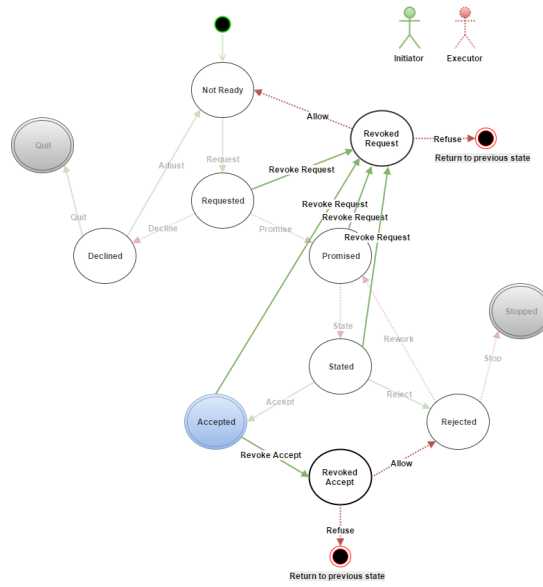 Initiator
Executor
Not Ready
Revoked
Request
Allow
Refuse
Return to previous state
Quit
Adjust
Request
Revoke Request
Requested
Revoke Request
Revoke Request
Revoke Request
Quit
Decline
Promise
Declined
Promised
Stopped
State
Rework
Stop
Stated
Accept
Reject
Accepted
Rejected
Revoke Accept
Revoked
Accept
Allow
Refuse
Return to previous state